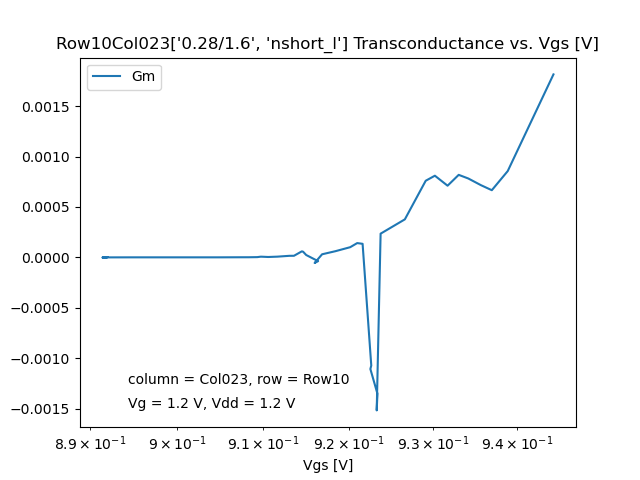 Row10Col023['0.28/1.6', 'nshort_l'] Transconductance vs. Vgs [V]
Gm
0.0015
0.0010
0.0005
0.0000
−0.0005
−0.0010
−0.0015
column = Col023, row = Row10
Vg = 1.2 V, Vdd = 1.2 V
8.9 × 10⁻¹ 9 × 10⁻¹ 9.1 × 10⁻¹ 9.2 × 10⁻¹ 9.3 × 10⁻¹ 9.4 × 10⁻¹
Vgs [V]